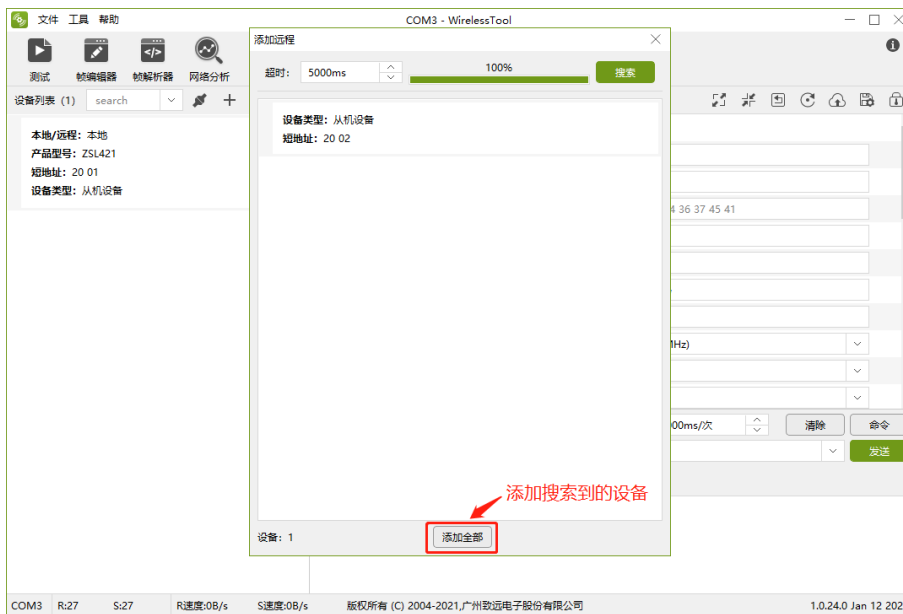 文件 工具 帮助
COM3 - WirelessTool
测试 帧编辑器 帧解析器 网络分析
设备列表 (1) search
本地/远程：本地
产品型号：ZSL421
短地址：20 01
设备类型：从机设备
添加远程
超时： 5000ms 100% 搜索
设备类型：从机设备
短地址：20 02
36 37 45 41
Hz)
00ms/次 清除 命令
发送
添加搜索到的设备
设备：1 添加全部
COM3 R:27 S:27 R速度:0B/s S速度:0B/s 版权所有 (C) 2004-2021,广州致远电子股份有限公司 1.0.24.0 Jan 12 202